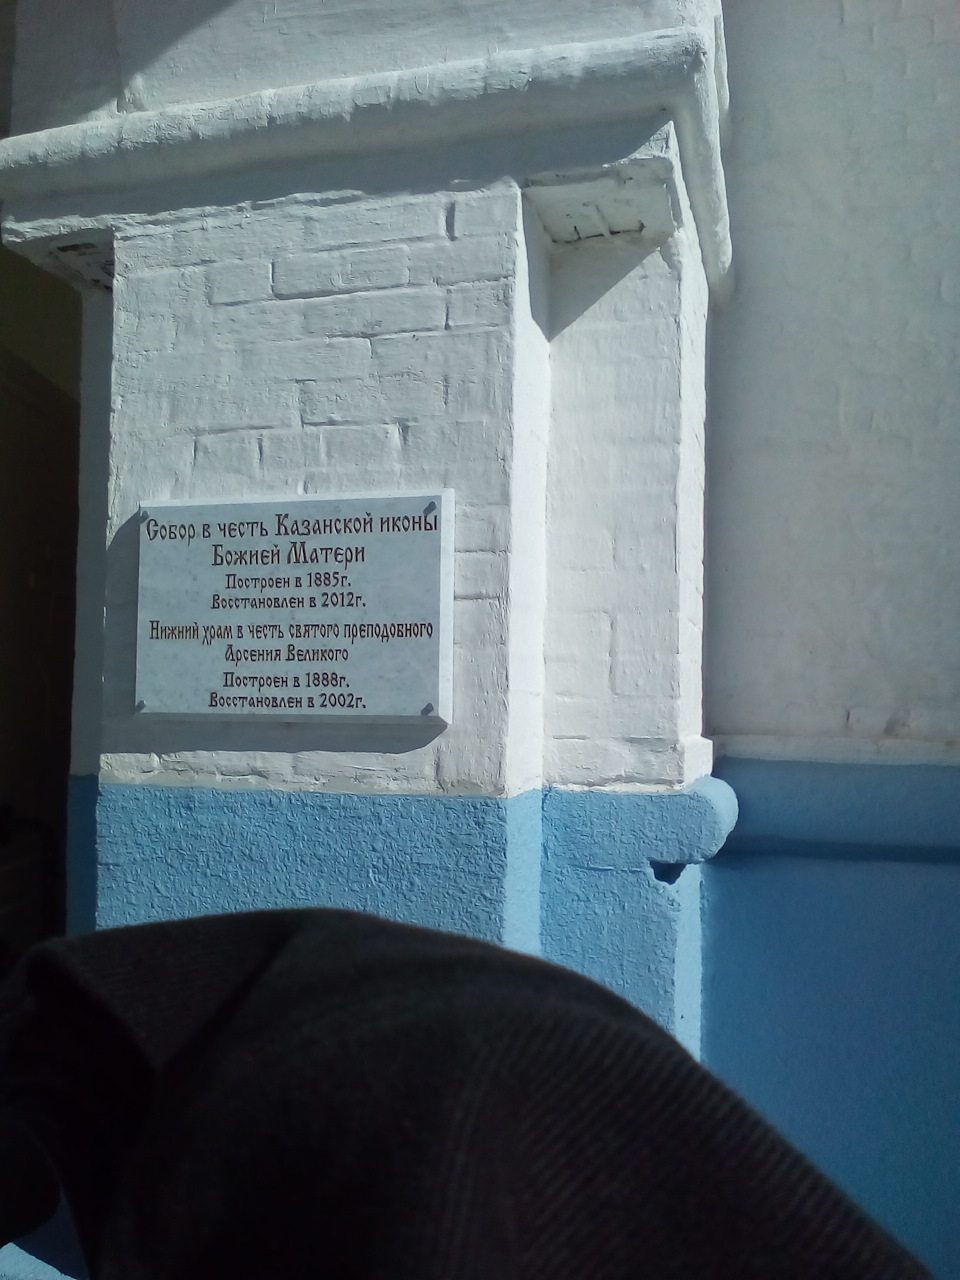 Собор в честь Казанской иконы
Божией Матери
Построен в 1885г.
Восстановлен в 2012г.
Нижний храм в честь святого преподобного
Арсения Великого
Построен в 1888г.
Восстановлен в 2002г.